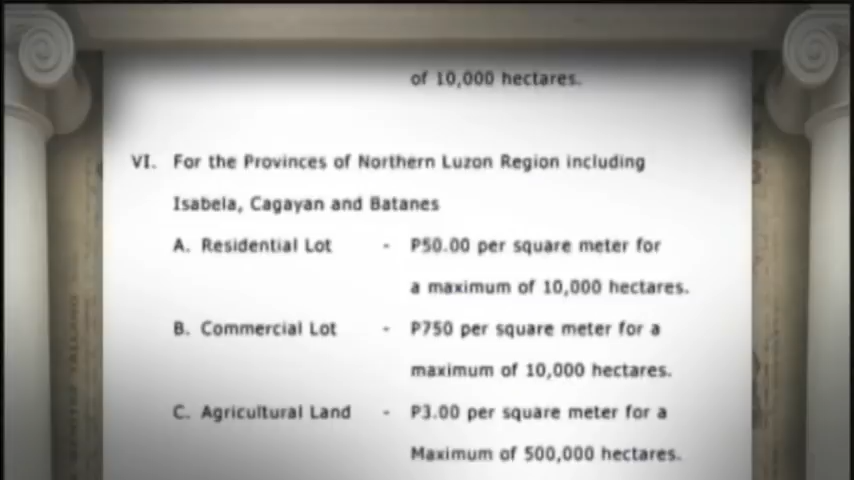 of 10,000 hectares.
VI. For the Provinces of Northern Luzon Region including
Isabela, Cagayan and Batanes
A. Residential Lot - P50.00 per square meter for
a maximum of 10,000 hectares.
B. Commercial Lot - P750 per square meter for a
maximum of 10,000 hectares.
C. Agricultural Land - P3.00 per square meter for a
Maximum of 500,000 hectares.